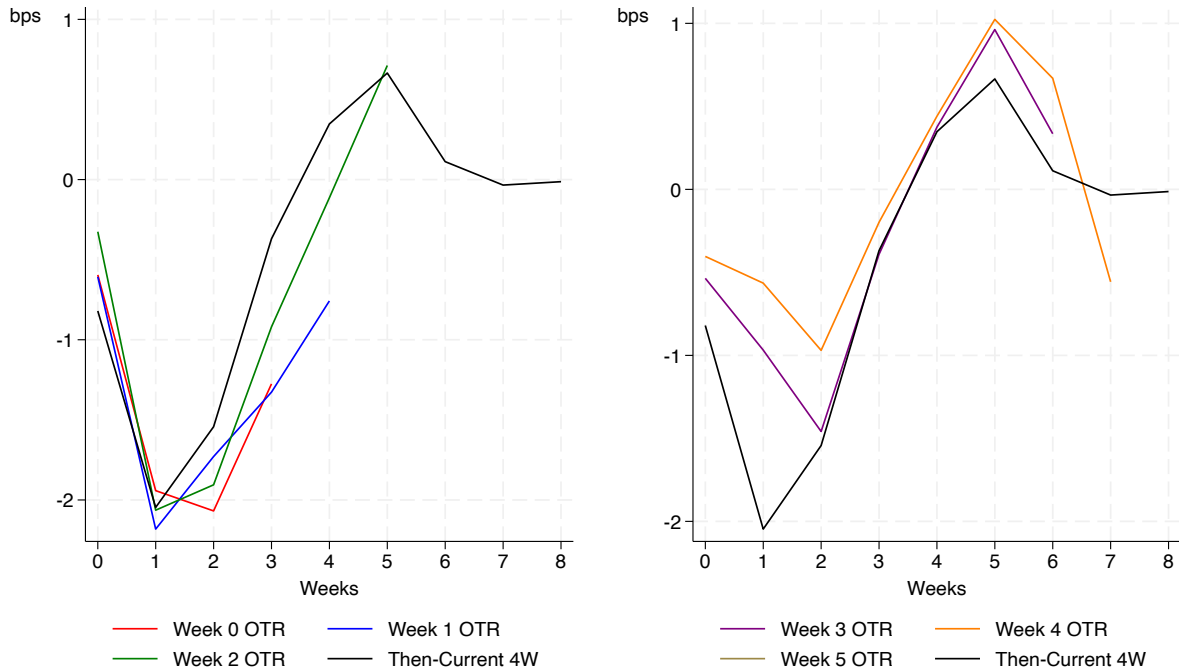 bps
1
0
-1
-2
0 1 2 3 4 5 6 7 8
Weeks
Week 0 OTR Week 1 OTR
Week 2 OTR Then-Current 4W
bps
1
0
-1
-2
0 1 2 3 4 5 6 7 8
Weeks
Week 3 OTR Week 4 OTR
Week 5 OTR Then-Current 4W